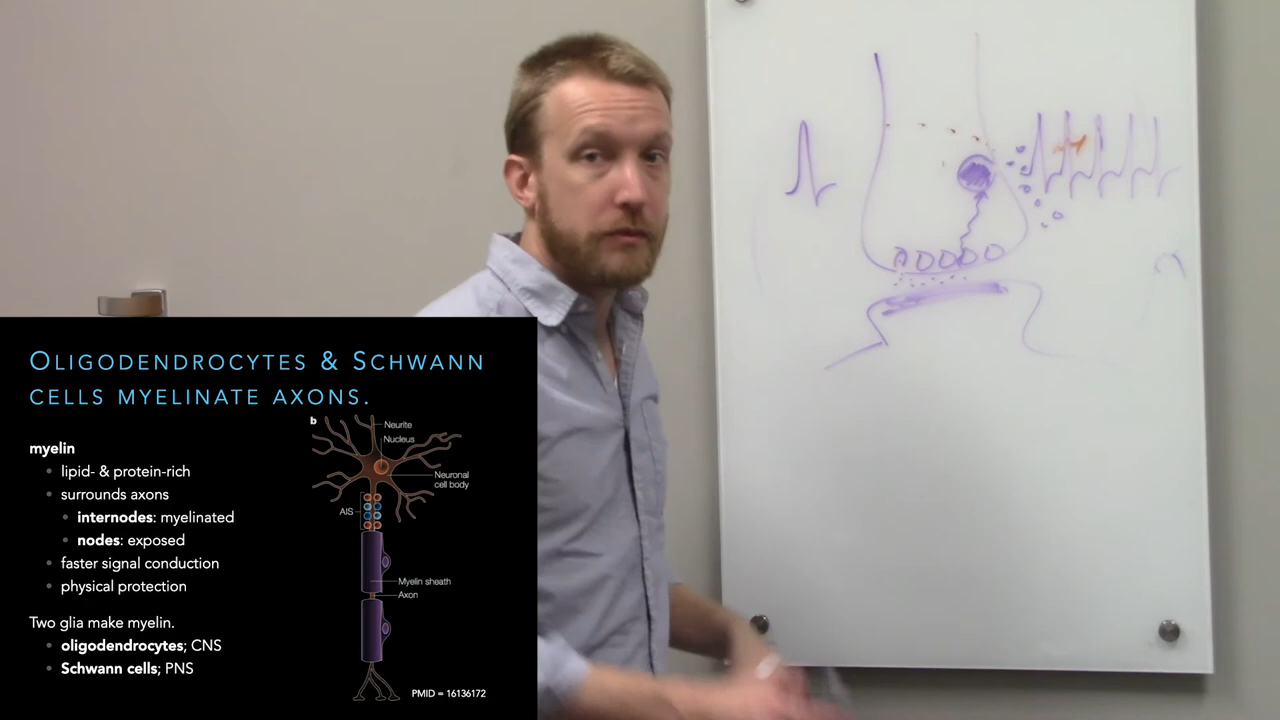 OLIGODENDROCYTES & SCHWANN
CELLS MYELINATE AXONS.
myelin
• lipid- & protein-rich
• surrounds axons
• internodes: myelinated
• nodes: exposed
• faster signal conduction
• physical protection
Two glia make myelin.
• oligodendrocytes; CNS
• Schwann cells; PNS
b
Neurite
Nucleus
Neuronal
cell body
AIS
Myelin sheath
Axon
PMID = 16136172